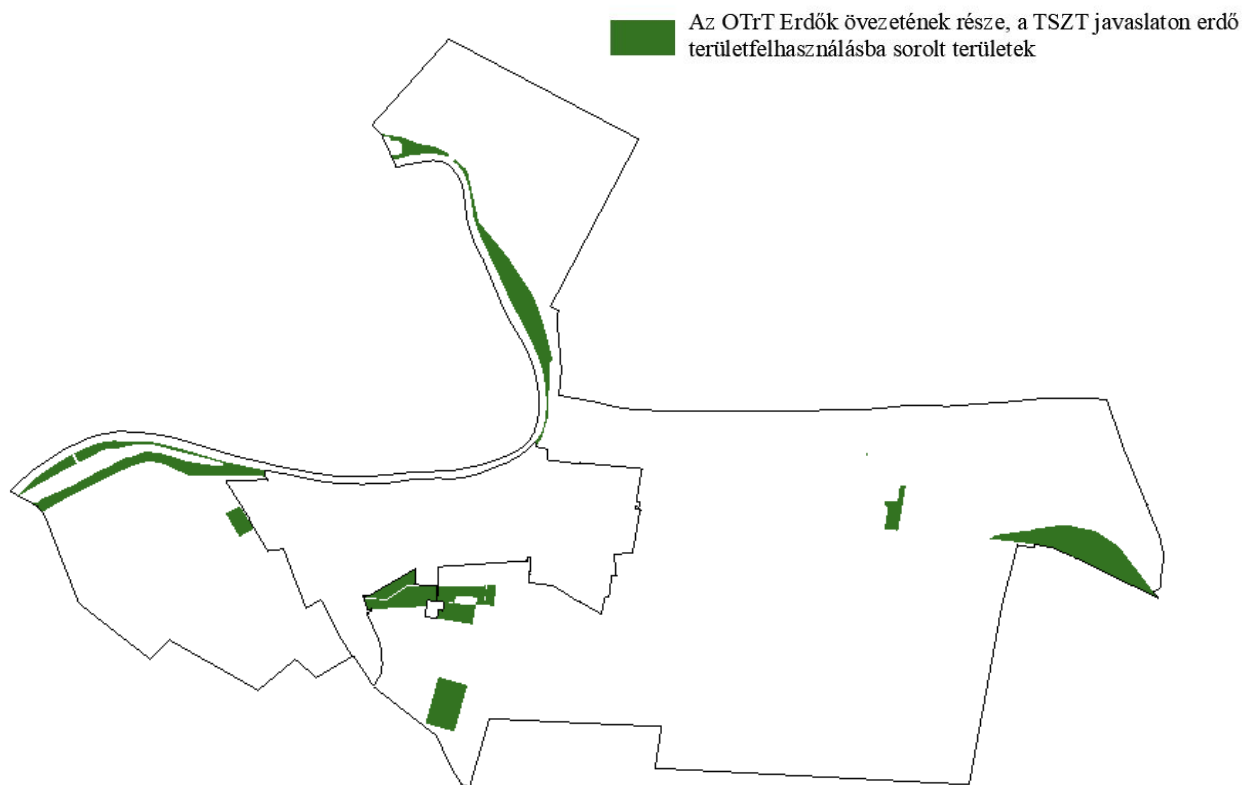 Az OTrT Erdők övezetének része, a TSZT javaslaton erdő
területfelhasználásba sorolt területek